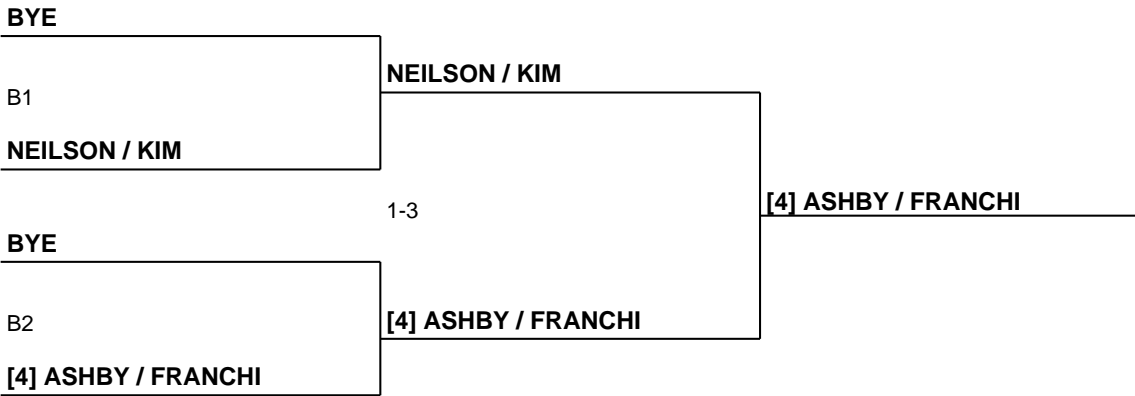 BYE
NEILSON / KIM
B1
NEILSON / KIM
[4] ASHBY / FRANCHI
1-3
BYE
[4] ASHBY / FRANCHI
B2
[4] ASHBY / FRANCHI